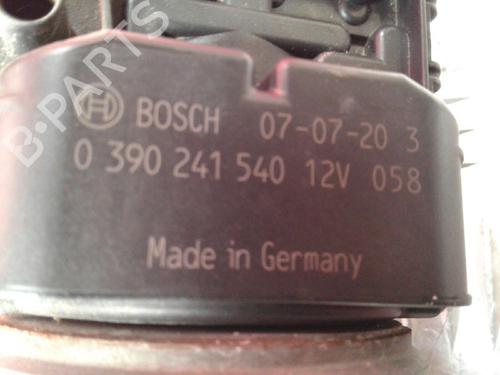 BOSCH 07-07-20 3
0 390 241 540 12V 058
Made in Germany
B-PARTS